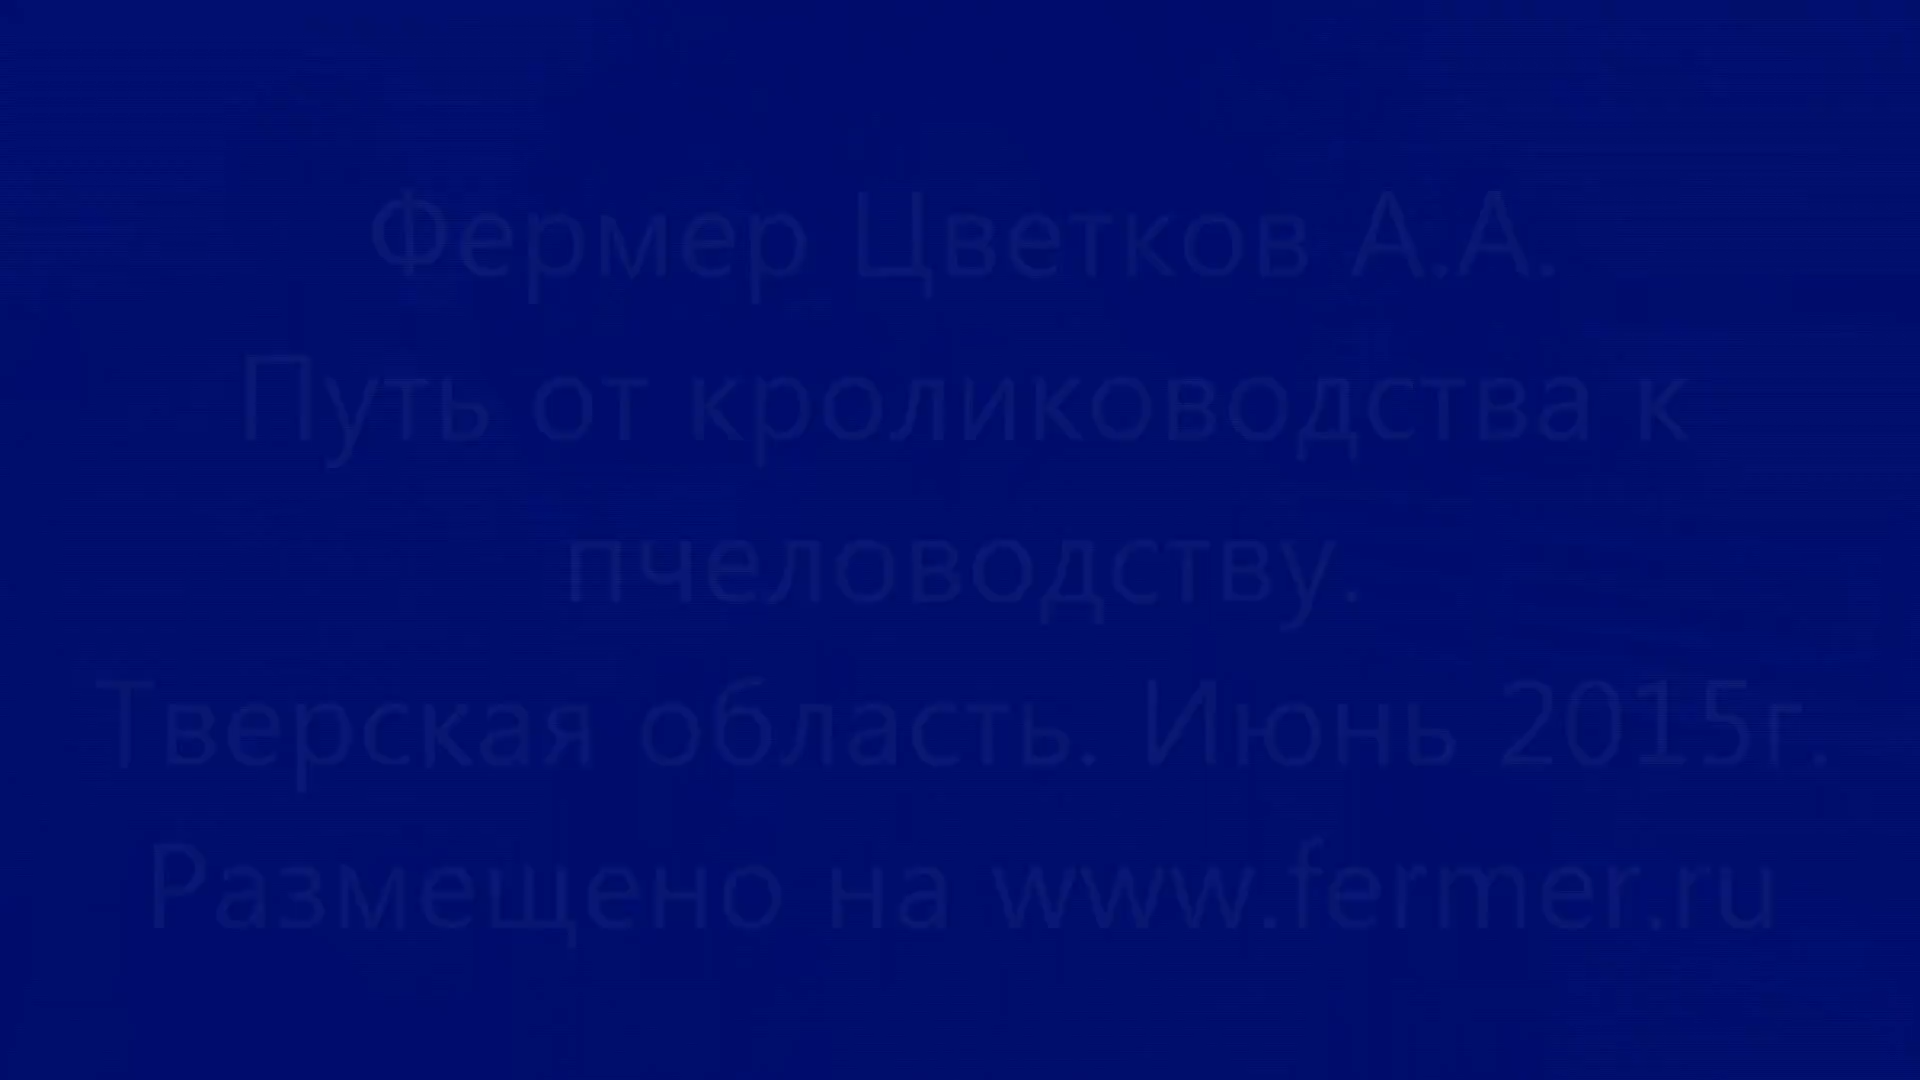 Фермер Цветков А.А.
Путь от кролиководства к
пчеловодству.
Тверская область. Июнь 2015г.
Размещено на www.fermer.ru